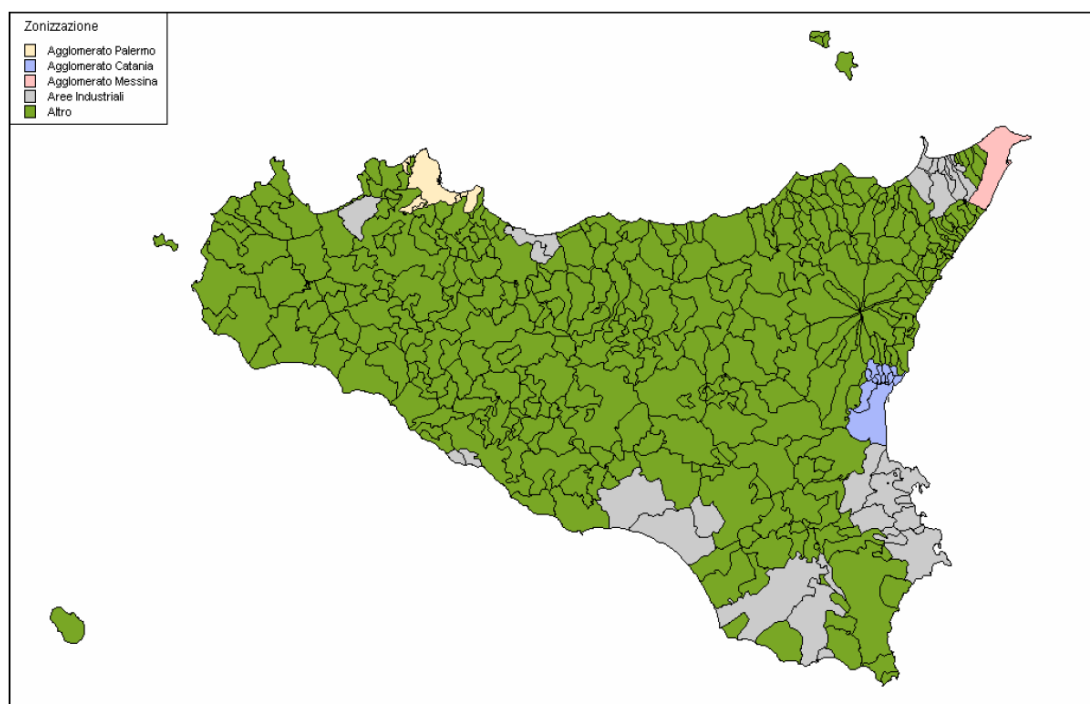 Zonizzazione
Agglomerato Palermo
Agglomerato Catania
Agglomerato Messina
Aree Industriali
Altro